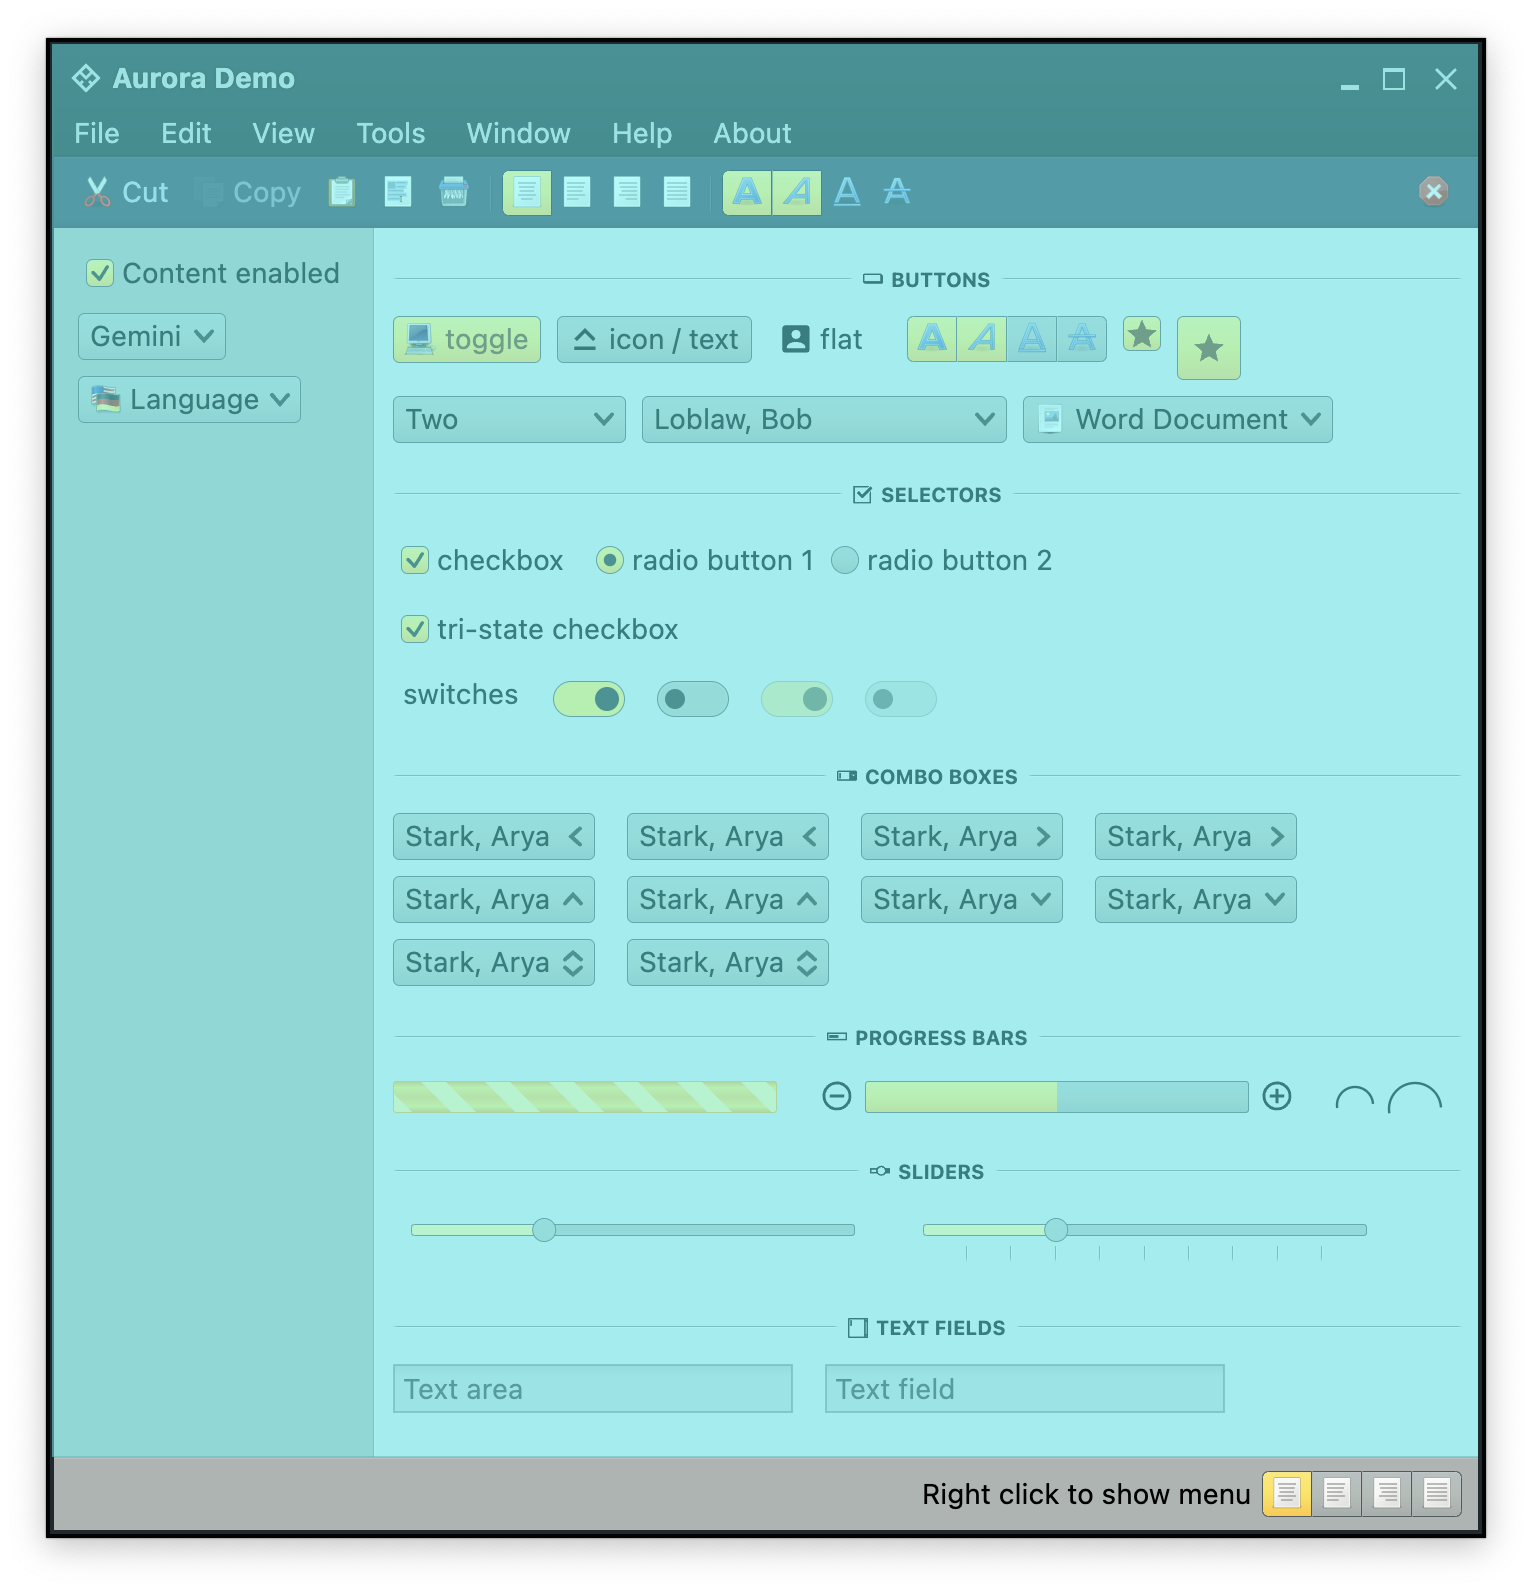 Aurora Demo
File Edit View Tools Window Help About
Cut Copy
Content enabled
Gemini
Language
BUTTONS
toggle icon / text flat
Two Loblaw, Bob Word Document
SELECTORS
checkbox radio button 1 radio button 2
tri-state checkbox
switches
COMBO BOXES
Stark, Arya Stark, Arya Stark, Arya Stark, Arya
Stark, Arya Stark, Arya Stark, Arya Stark, Arya
Stark, Arya Stark, Arya
PROGRESS BARS
SLIDERS
TEXT FIELDS
Text area Text field
Right click to show menu